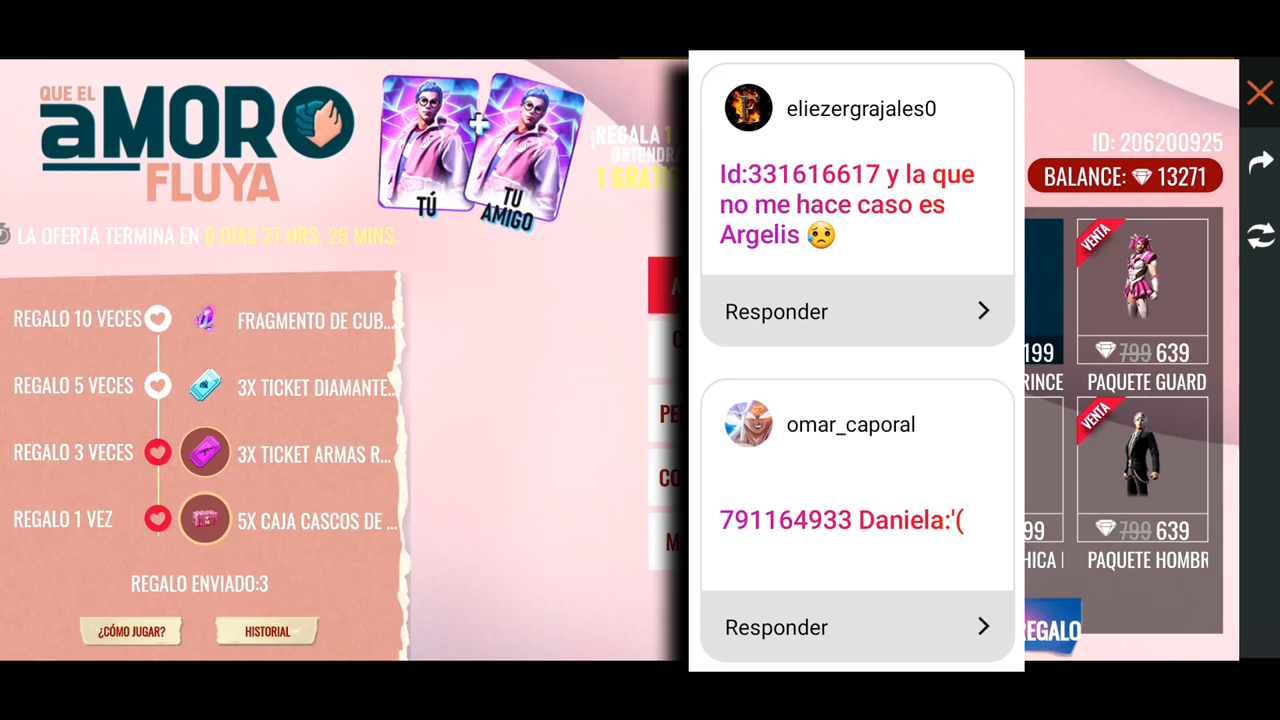 QUE EL
aMOR
FLUYA
TÚ
+
TU
AMIGO
¡REGALA 1
OBTENDRA
1 GRATIS
LA OFERTA TERMINA EN 6 DÍAS 27 HRS. 26 MINS.
REGALO 10 VECES
FRAGMENTO DE CUB...
REGALO 5 VECES
3X TICKET DIAMANTE...
REGALO 3 VECES
3X TICKET ARMAS R...
REGALO 1 VEZ
5X CAJA CASCOS DE ...
REGALO ENVIADO:3
¿CÓMO JUGAR?
HISTORIAL
A
PE
CO
M
eliezergrajales0
Id:331616617 y la que
no me hace caso es
Argelis 😥
Responder
omar_caporal
791164933 Daniela:'(
Responder
ID: 206200925
BALANCE: 13271
VENTA
199
799 639
RINCE
PAQUETE GUARD
VENTA
99
799 639
HICA
PAQUETE HOMBR
REGALO